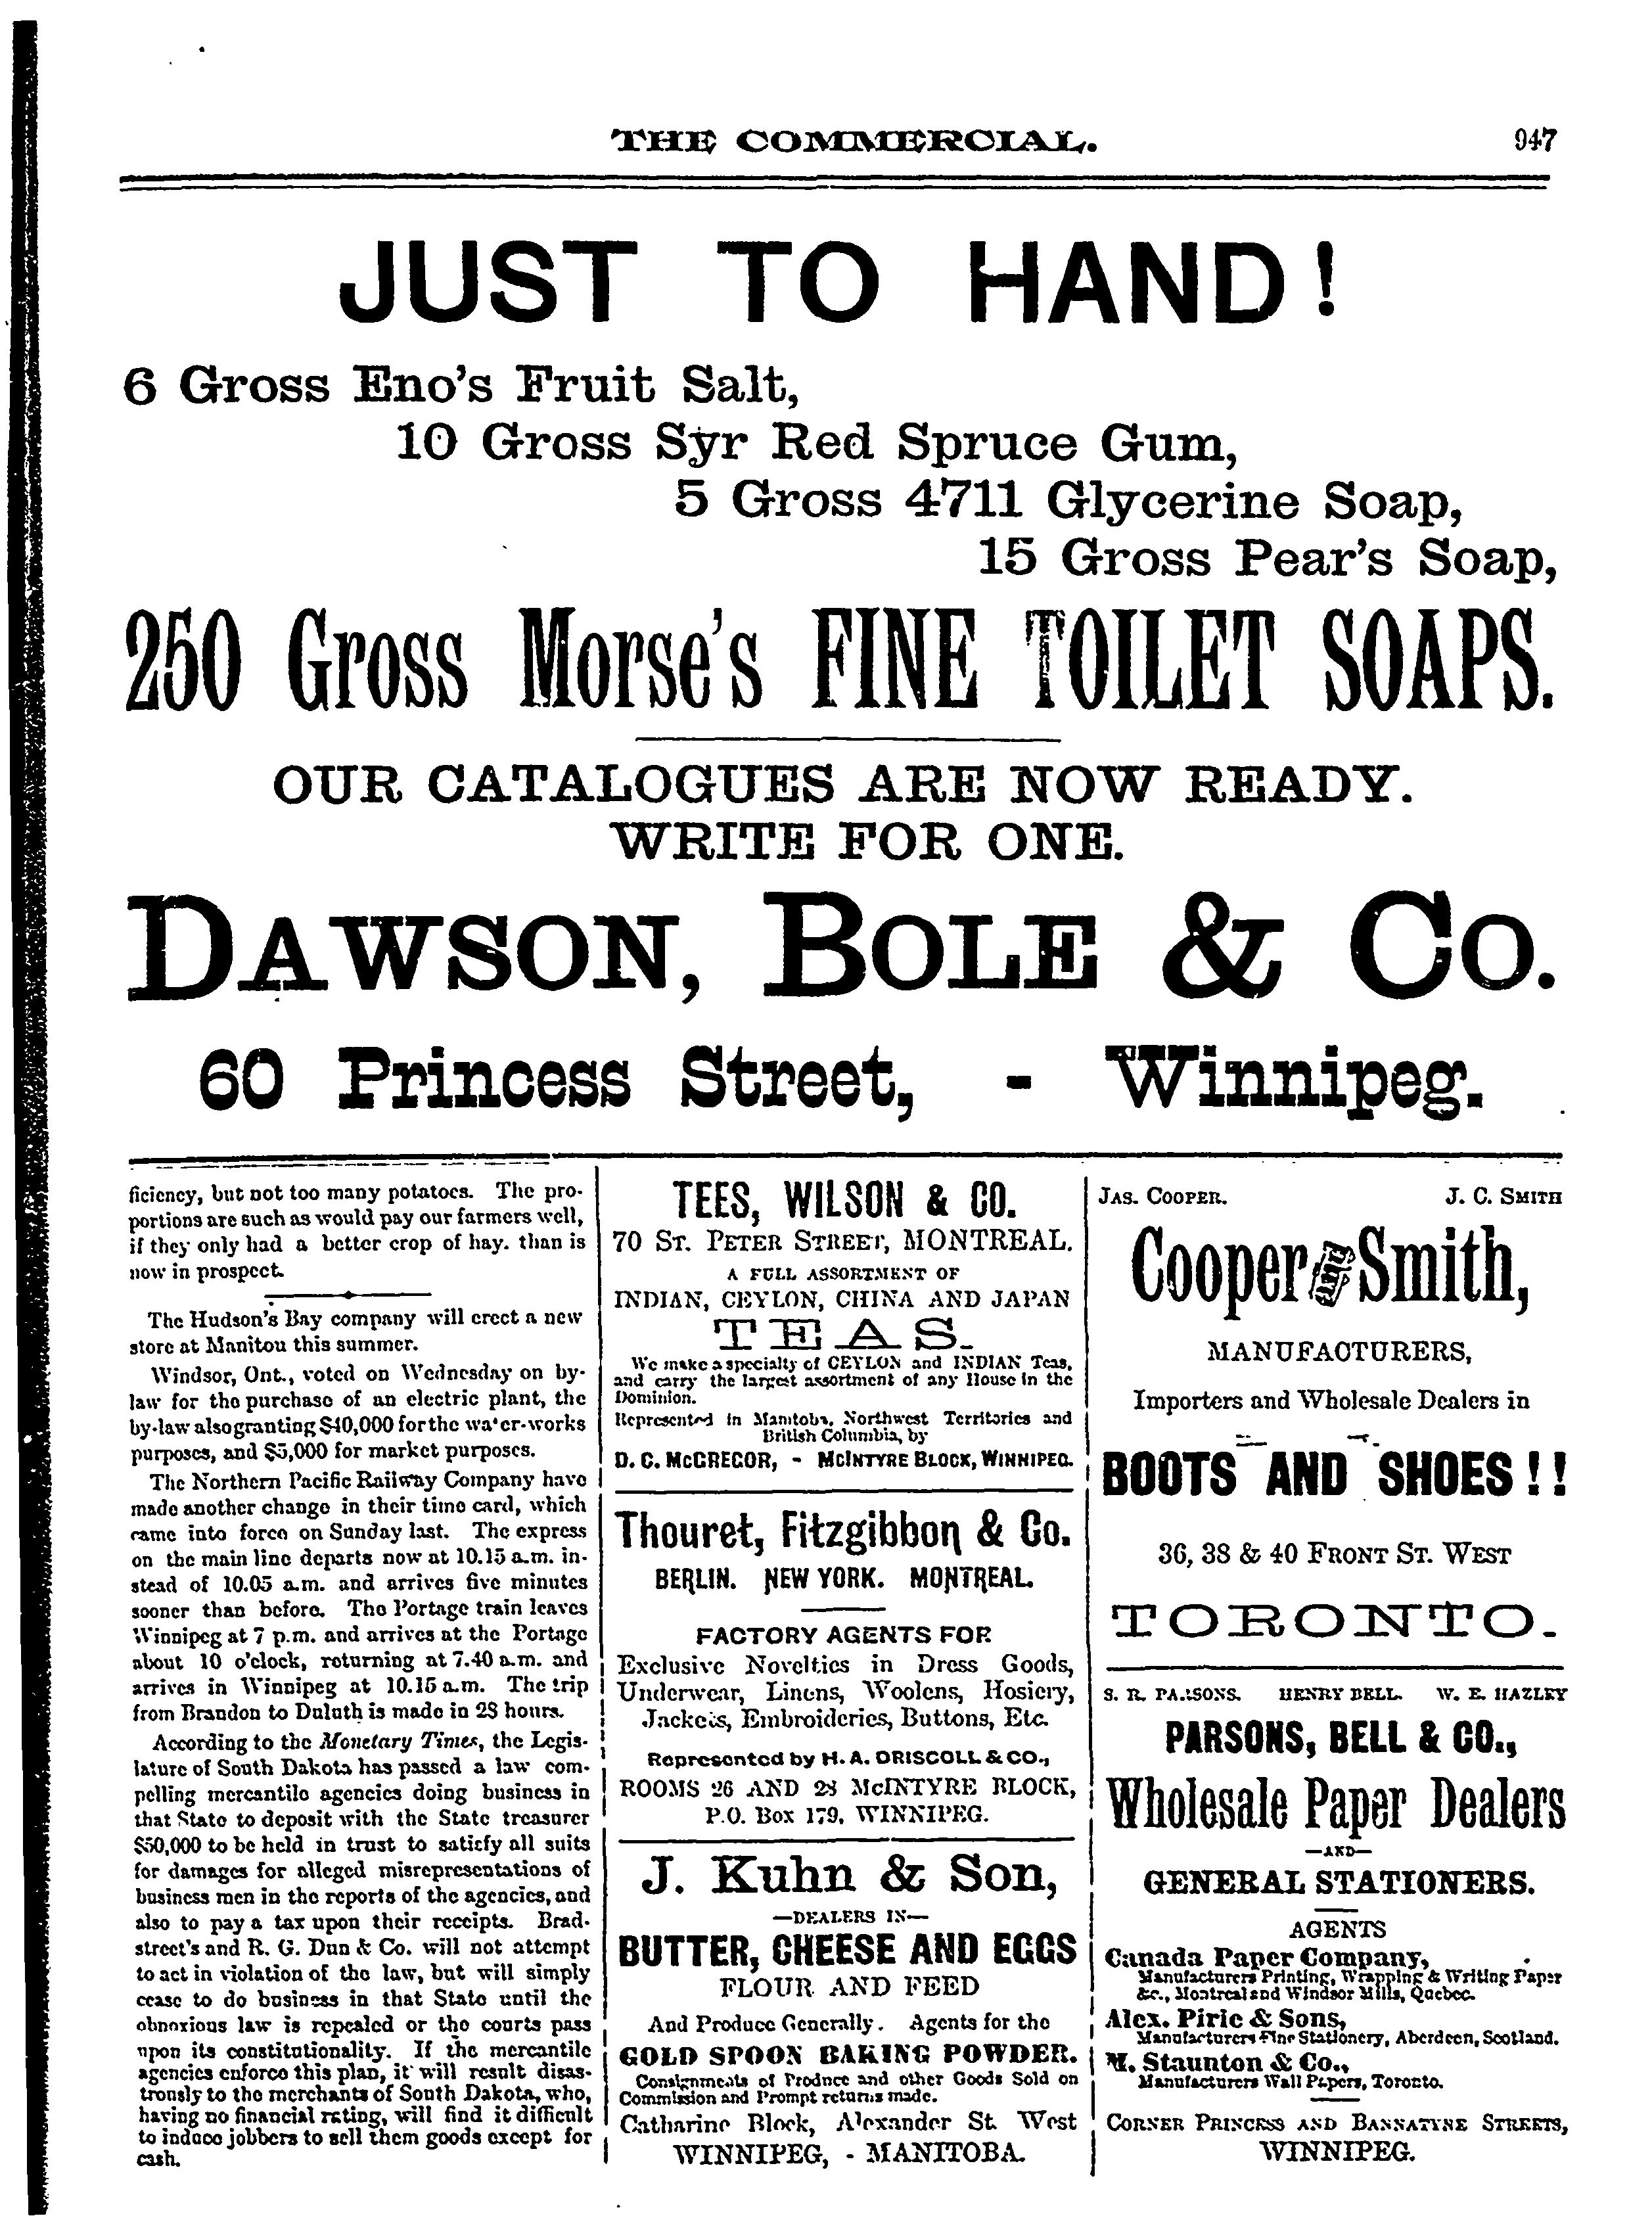 THE COMMERCIAL.
947
JUST TO HAND!
6 Gross Eno's Fruit Salt,
10 Gross Syr Red Spruce Gum,
5 Gross 4711 Glycerine Soap,
15 Gross Pear's Soap,
250 Gross Morse's FINE TOILET SOAPS.
OUR CATALOGUES ARE NOW READY.
WRITE FOR ONE.
DAWSON, BOLE & CO.
60 Princess Street, - Winnipeg.
ficiency, but not too many potatoes. The pro-
portions are such as would pay our farmers well,
if they only had a better crop of hay. than is
now in prospect.
The Hudson's Bay company will erect a new
store at Manitou this summer.
Windsor, Ont., voted on Wednesday on by-
law for the purchase of an electric plant, the
by-law also granting $40,000 for the water-works
purposes, and $5,000 for market purposes.
The Northern Pacific Railway Company have
made another change in their time card, which
came into force on Sunday last. The express
on the main line departs now at 10.15 a.m. in-
stead of 10.05 a.m. and arrives five minutes
sooner than before. The Portage train leaves
Winnipeg at 7 p.m. and arrives at the Portage
about 10 o'clock, returning at 7.40 a.m. and
arrives in Winnipeg at 10.15 a.m. The trip
from Brandon to Duluth is made in 28 hours.
According to the Monetary Times, the Legis-
lature of South Dakota has passed a law com-
pelling mercantile agencies doing business in
that State to deposit with the State treasurer
$50,000 to be held in trust to satisfy all suits
for damages for alleged misrepresentations of
business men in the reports of the agencies, and
also to pay a tax upon their receipts. Brad-
street's and R. G. Dun & Co. will not attempt
to act in violation of the law, but will simply
cease to do business in that State until the
obnoxious law is repealed or the courts pass
upon its constitutionality. If the mercantile
agencies enforce this plan, it will result disas-
trously to the merchants of South Dakota, who,
having no financial rating, will find it difficult
to induce jobbers to sell them goods except for
cash.
TEES, WILSON & CO.
70 ST. PETER STREET, MONTREAL.
A FULL ASSORTMENT OF
INDIAN, CEYLON, CHINA AND JAPAN
TEAS.
We make a specialty of CEYLON and INDIAN Teas,
and carry the largest assortment of any House in the
Dominion.
Represented in Manitoba, Northwest Territories and
British Columbia, by
D. C. MCGREGOR, - MCINTYRE BLOCK, WINNIPEG.
Thouret, Fitzgibbon & Co.
BERLIN. NEW YORK. MONTREAL.
FACTORY AGENTS FOR
Exclusive Novelties in Dress Goods,
Underwear, Linens, Woolens, Hosiery,
Jackets, Embroideries, Buttons, Etc.
Represented by H. A. DRISCOLL & CO.,
ROOMS 26 AND 28 McINTYRE BLOCK,
P.O. Box 179, WINNIPEG.
J. Kuhn & Son,
—DEALERS IN—
BUTTER, CHEESE AND EGGS
FLOUR AND FEED
And Produce Generally. Agents for the
GOLD SPOON BAKING POWDER.
Consignments of Produce and other Goods Sold on
Commission and Prompt returns made.
Catharine Block, Alexander St. West
WINNIPEG, - MANITOBA.
JAS. COOPER. J. C. SMITH
Cooper and Smith,
MANUFACTURERS,
Importers and Wholesale Dealers in
BOOTS AND SHOES!!
36, 38 & 40 FRONT ST. WEST
TORONTO.
S. R. PARSONS. HENRY BELL. W. E. HAZLEY
PARSONS, BELL & CO.,
Wholesale Paper Dealers
—AND—
GENERAL STATIONERS.
AGENTS
Canada Paper Company,
Manufacturers Printing, Wrapping & Writing Paper
&c., Montreal and Windsor Mills, Quebec.
Alex. Pirie & Sons,
Manufacturers Fine Stationery, Aberdeen, Scotland.
M. Staunton & Co.,
Manufacturers Wall Papers, Toronto.
CORNER PRINCESS AND BANNATYNE STREETS,
WINNIPEG.